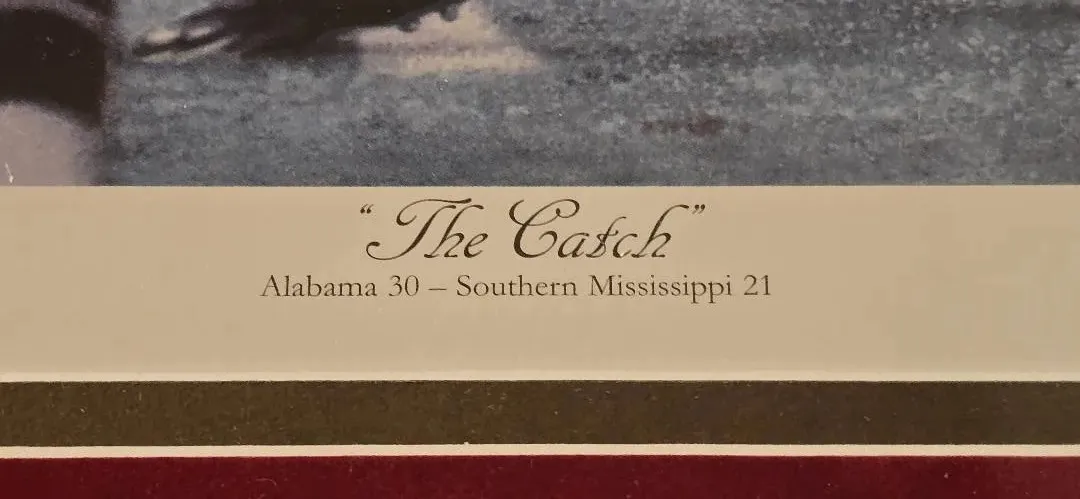 “The Catch”
Alabama 30 – Southern Mississippi 21